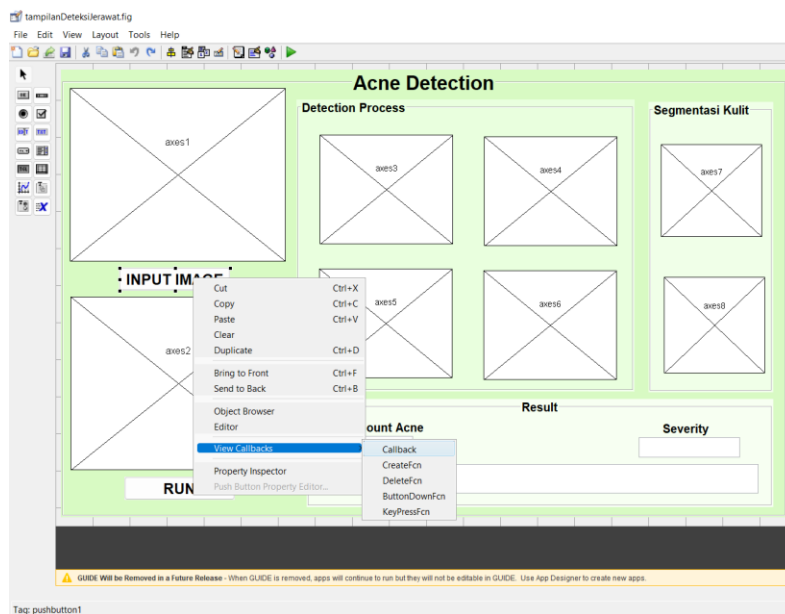 tampilanDeteksiJerawat.fig
File Edit View Layout Tools Help
Acne Detection
Detection Process
Segmentasi Kulit
axes1
axes3
axes4
axes7
INPUT IMAGE
Cut Ctrl+X
Copy Ctrl+C
Paste Ctrl+V
Clear
Duplicate Ctrl+D
Bring to Front Ctrl+F
Send to Back Ctrl+B
Object Browser
Editor
View Callbacks
Property Inspector
Push Button Property Editor...
axes2
axes5
axes6
axes8
Result
ount Acne
Severity
Callback
CreateFcn
DeleteFcn
ButtonDownFcn
KeyPressFcn
RUN
GUIDE Will be Removed in a Future Release - When GUIDE is removed, apps will continue to run but they will not be editable in GUIDE. Use App Designer to create new apps.
Tag: pushbutton1